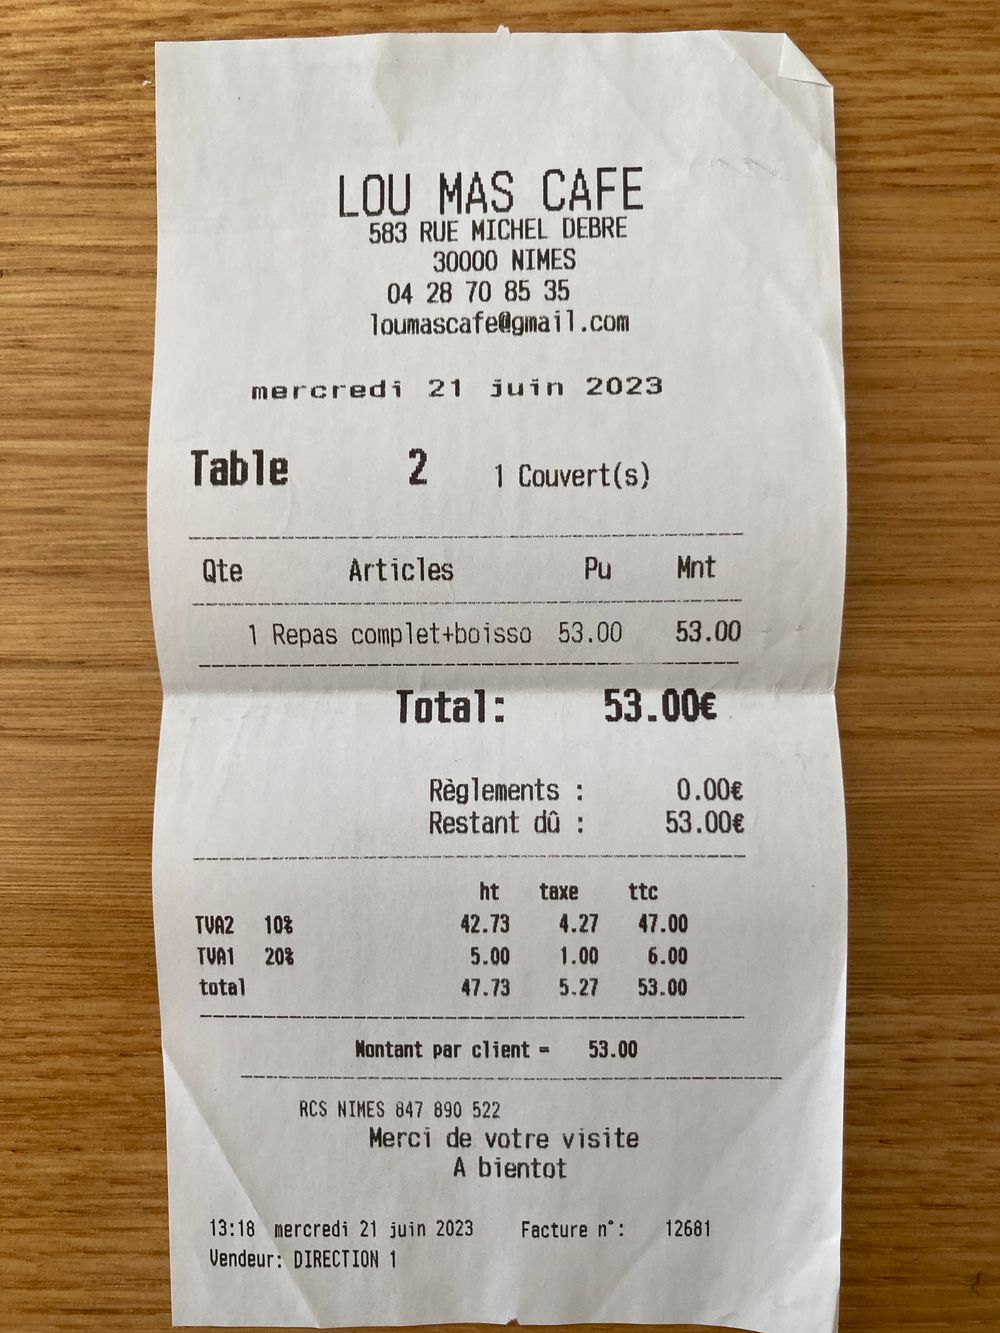 LOU MAS CAFE
583 RUE MICHEL DEBRE
30000 NIMES
04 28 70 85 35
loumascafe@gmail.com
mercredi 21 juin 2023
Table 2 1 Couvert(s)
Qte Articles Pu Mnt
1 Repas complet+boisso 53.00 53.00
Total: 53.00€
Règlements : 0.00€
Restant dû : 53.00€
ht taxe ttc
TVA2 10% 42.73 4.27 47.00
TVA1 20% 5.00 1.00 6.00
total 47.73 5.27 53.00
Montant par client = 53.00
RCS NIMES 847 890 522
Merci de votre visite
A bientot
13:18 mercredi 21 juin 2023 Facture n°: 12681
Vendeur: DIRECTION 1